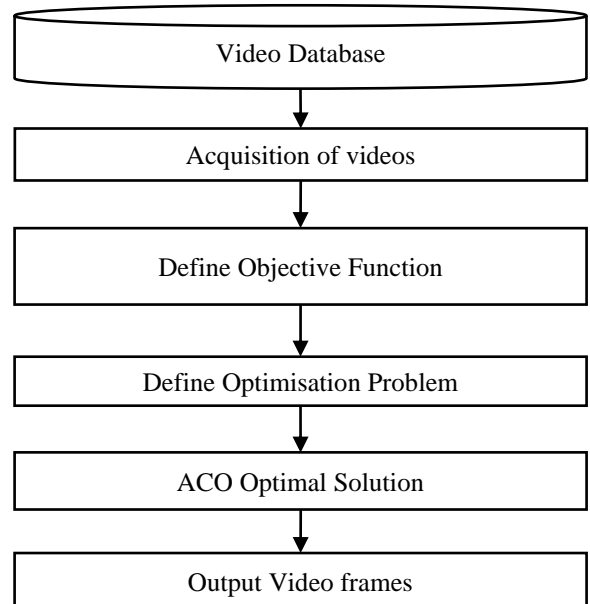 Video Database
Acquisition of videos
Define Objective Function
Define Optimisation Problem
ACO Optimal Solution
Output Video frames